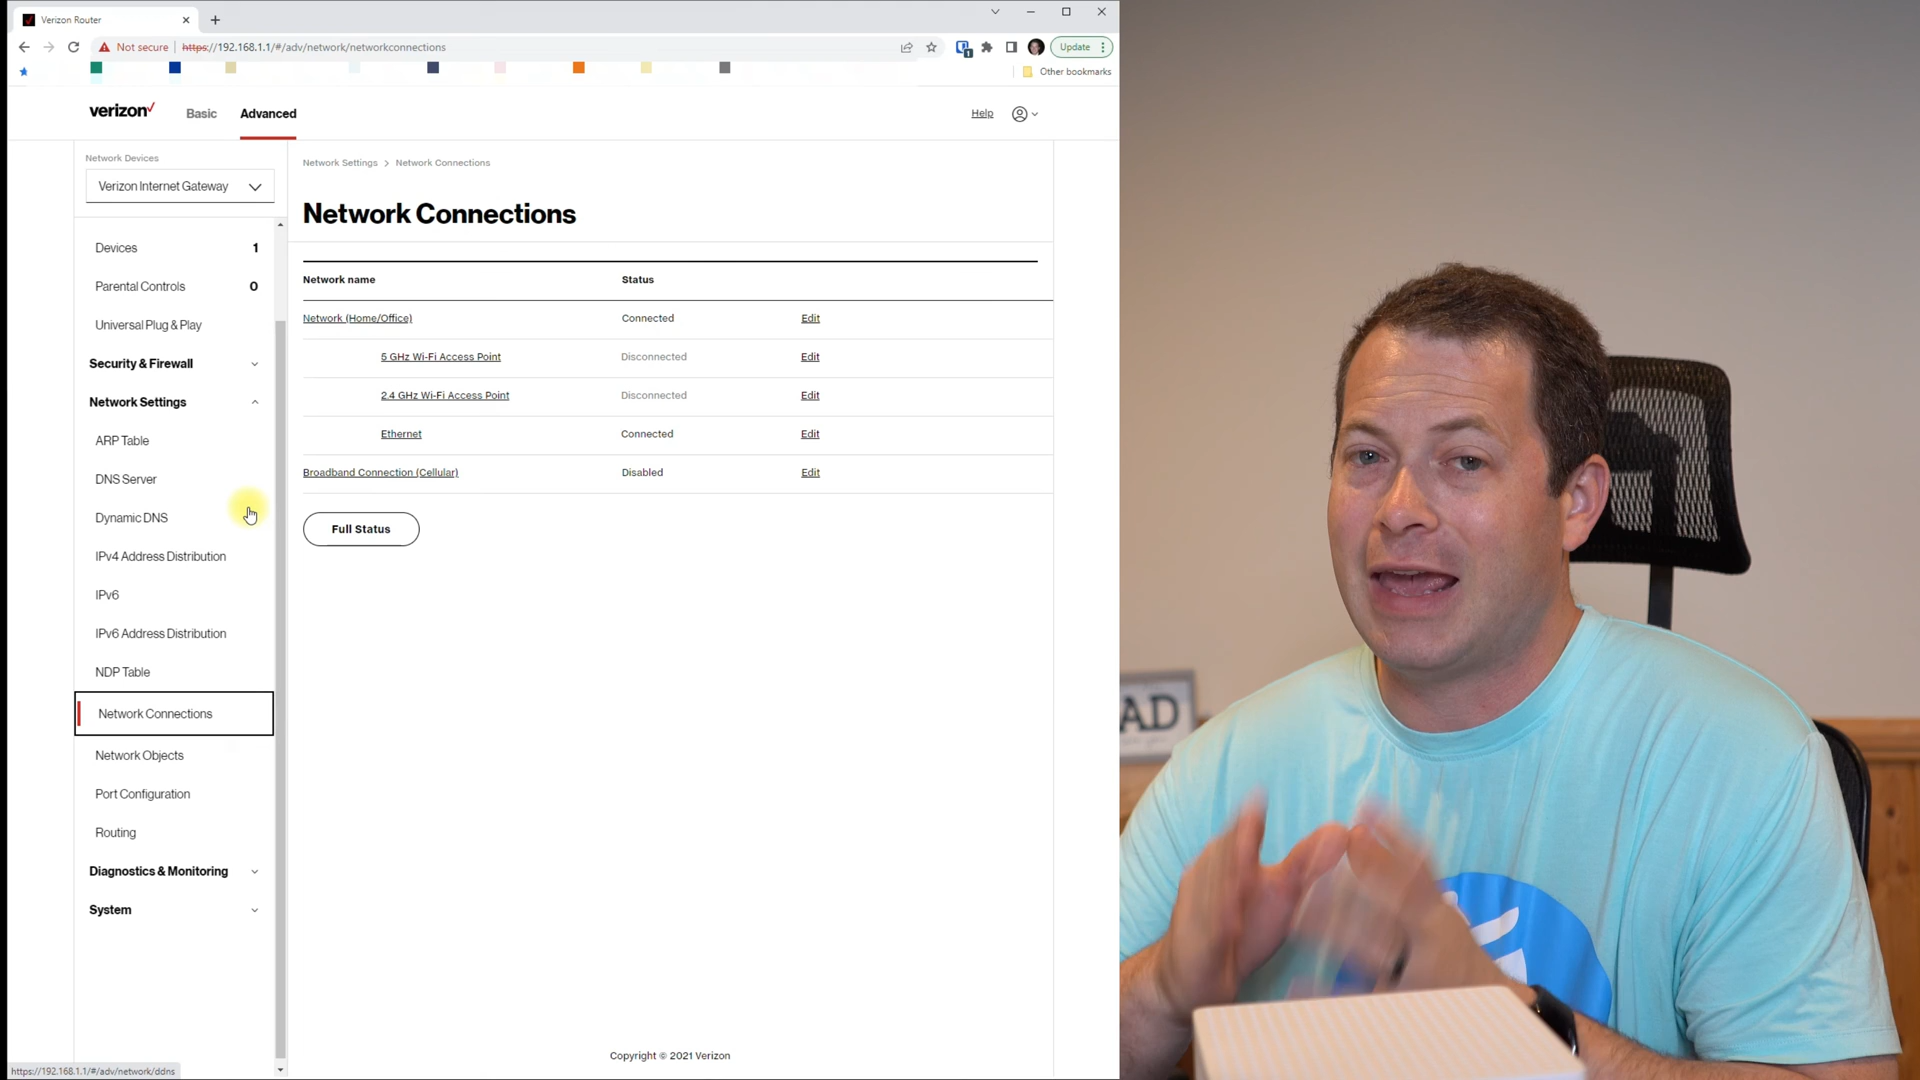 Verizon Router
Not secure https://192.168.1.1/#/adv/network/networkconnections
Update
Other bookmarks
verizon
Basic
Advanced
Help
Network Devices
Verizon Internet Gateway
Devices 1
Parental Controls 0
Universal Plug & Play
Security & Firewall
Network Settings
ARP Table
DNS Server
Dynamic DNS
IPv4 Address Distribution
IPv6
IPv6 Address Distribution
NDP Table
Network Connections
Network Objects
Port Configuration
Routing
Diagnostics & Monitoring
System
https://192.168.1.1/#/adv/network/ddns
Network Settings > Network Connections
Network Connections
Network name Status
Network (Home/Office) Connected Edit
5 GHz Wi-Fi Access Point Disconnected Edit
2.4 GHz Wi-Fi Access Point Disconnected Edit
Ethernet Connected Edit
Broadband Connection (Cellular) Disabled Edit
Full Status
Copyright © 2021 Verizon
AD